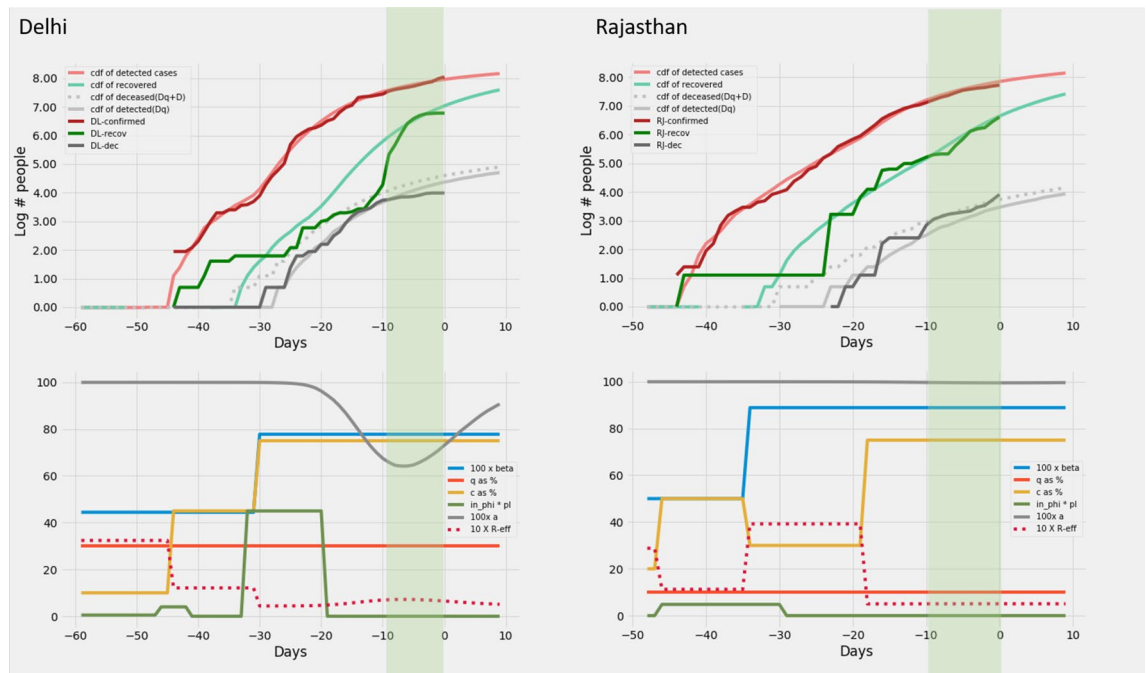 Delhi
Rajasthan
8.00
7.00
6.00
5.00
4.00
3.00
2.00
1.00
0.00
Log # people
cdf of detected cases
cdf of recovered
cdf of deceased(Dq+D)
cdf of detected(Dq)
DL-confirmed
DL-recov
DL-dec
−60 −50 −40 −30 −20 −10 0 10
Days
8.00
7.00
6.00
5.00
4.00
3.00
2.00
1.00
0.00
Log # people
cdf of detected cases
cdf of recovered
cdf of deceased(Dq+D)
cdf of detected(Dq)
RJ-confirmed
RJ-recov
RJ-dec
−50 −40 −30 −20 −10 0 10
Days
100
80
60
40
20
0
100 x beta
q as %
c as %
in_phi * pl
100x a
10 X R-eff
−60 −50 −40 −30 −20 −10 0 10
Days
100
80
60
40
20
0
100 x beta
q as %
c as %
in_phi * pl
100x a
10 X R-eff
−50 −40 −30 −20 −10 0 10
Days